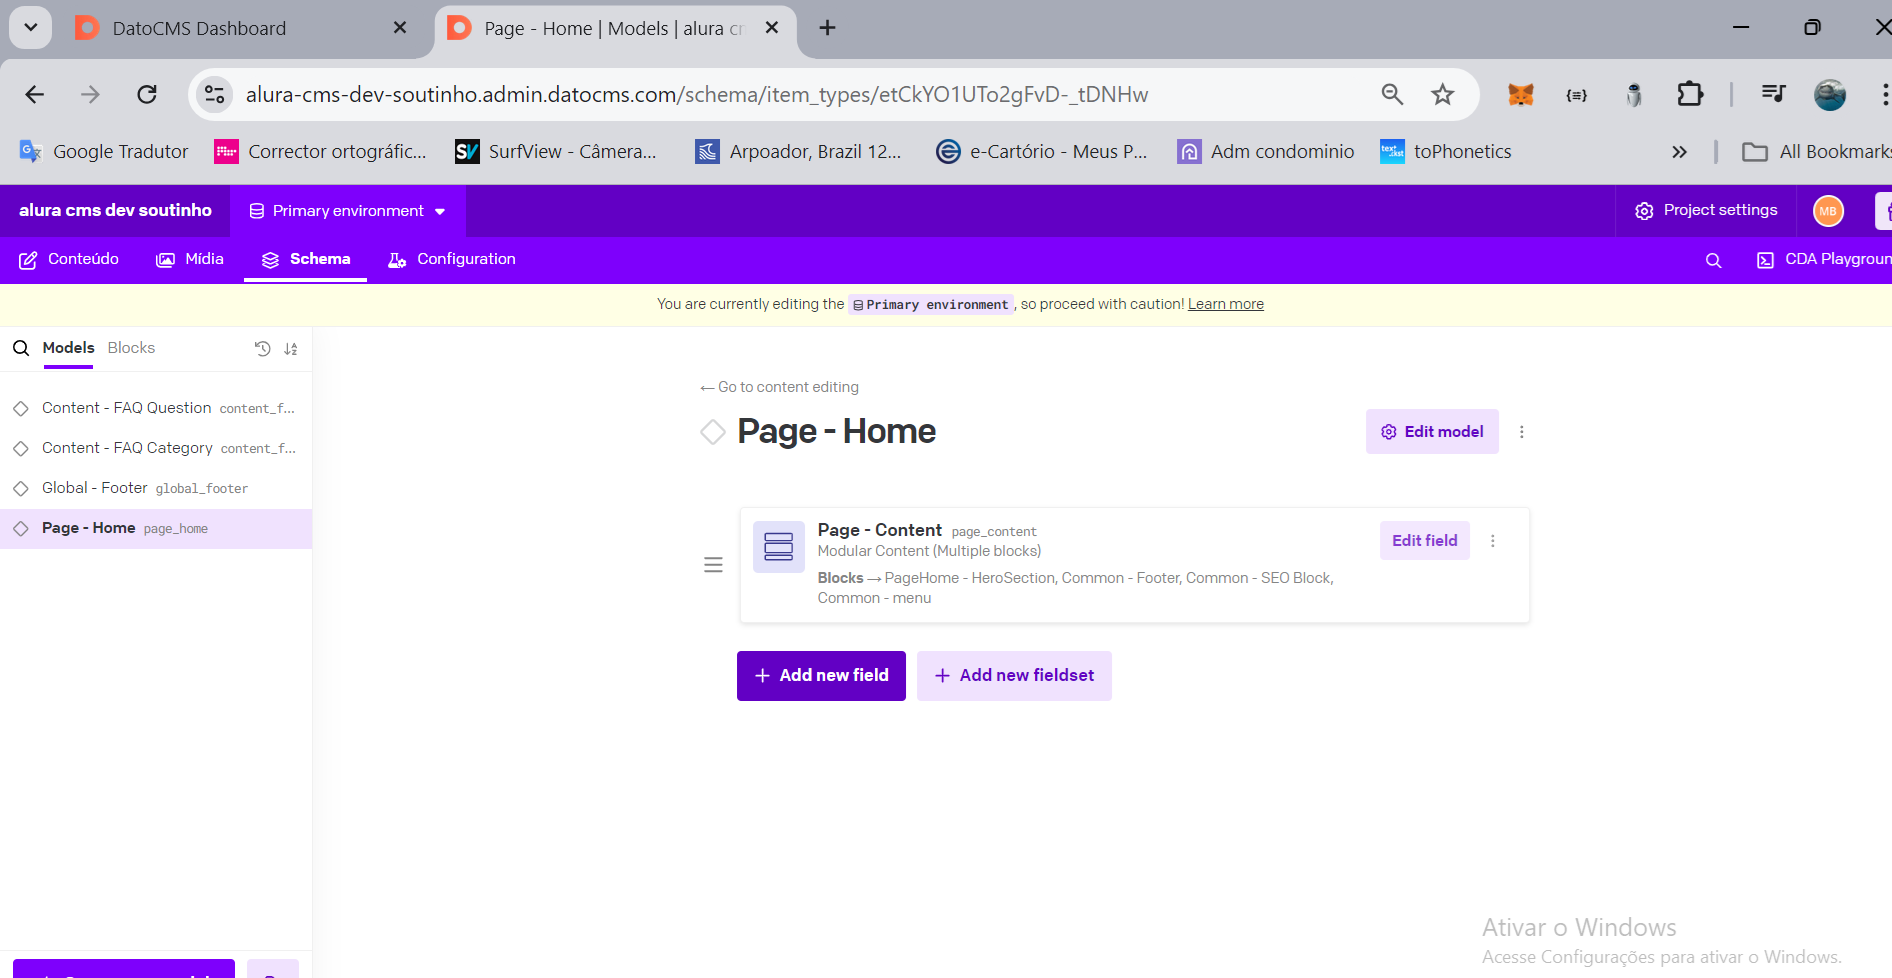 DatoCMS Dashboard
Page - Home | Models | alura cr
alura-cms-dev-soutinho.admin.datocms.com/schema/item_types/etCkYO1UTo2gFvD-_tDNHw
Google Tradutor
Corrector ortográfic...
SurfView - Câmera...
Arpoador, Brazil 12...
e-Cartório - Meus P...
Adm condominio
toPhonetics
All Bookmarks
alura cms dev soutinho
Primary environment
Project settings
MB
Conteúdo
Mídia
Schema
Configuration
CDA Playgroun
You are currently editing the Primary environment, so proceed with caution! Learn more
Models
Blocks
Content - FAQ Question content_f...
Content - FAQ Category content_f...
Global - Footer global_footer
Page - Home page_home
← Go to content editing
Page - Home
Edit model
Page - Content page_content
Modular Content (Multiple blocks)
Edit field
Blocks → PageHome - HeroSection, Common - Footer, Common - SEO Block,
Common - menu
+ Add new field
+ Add new fieldset
Ativar o Windows
Acesse Configurações para ativar o Windows.